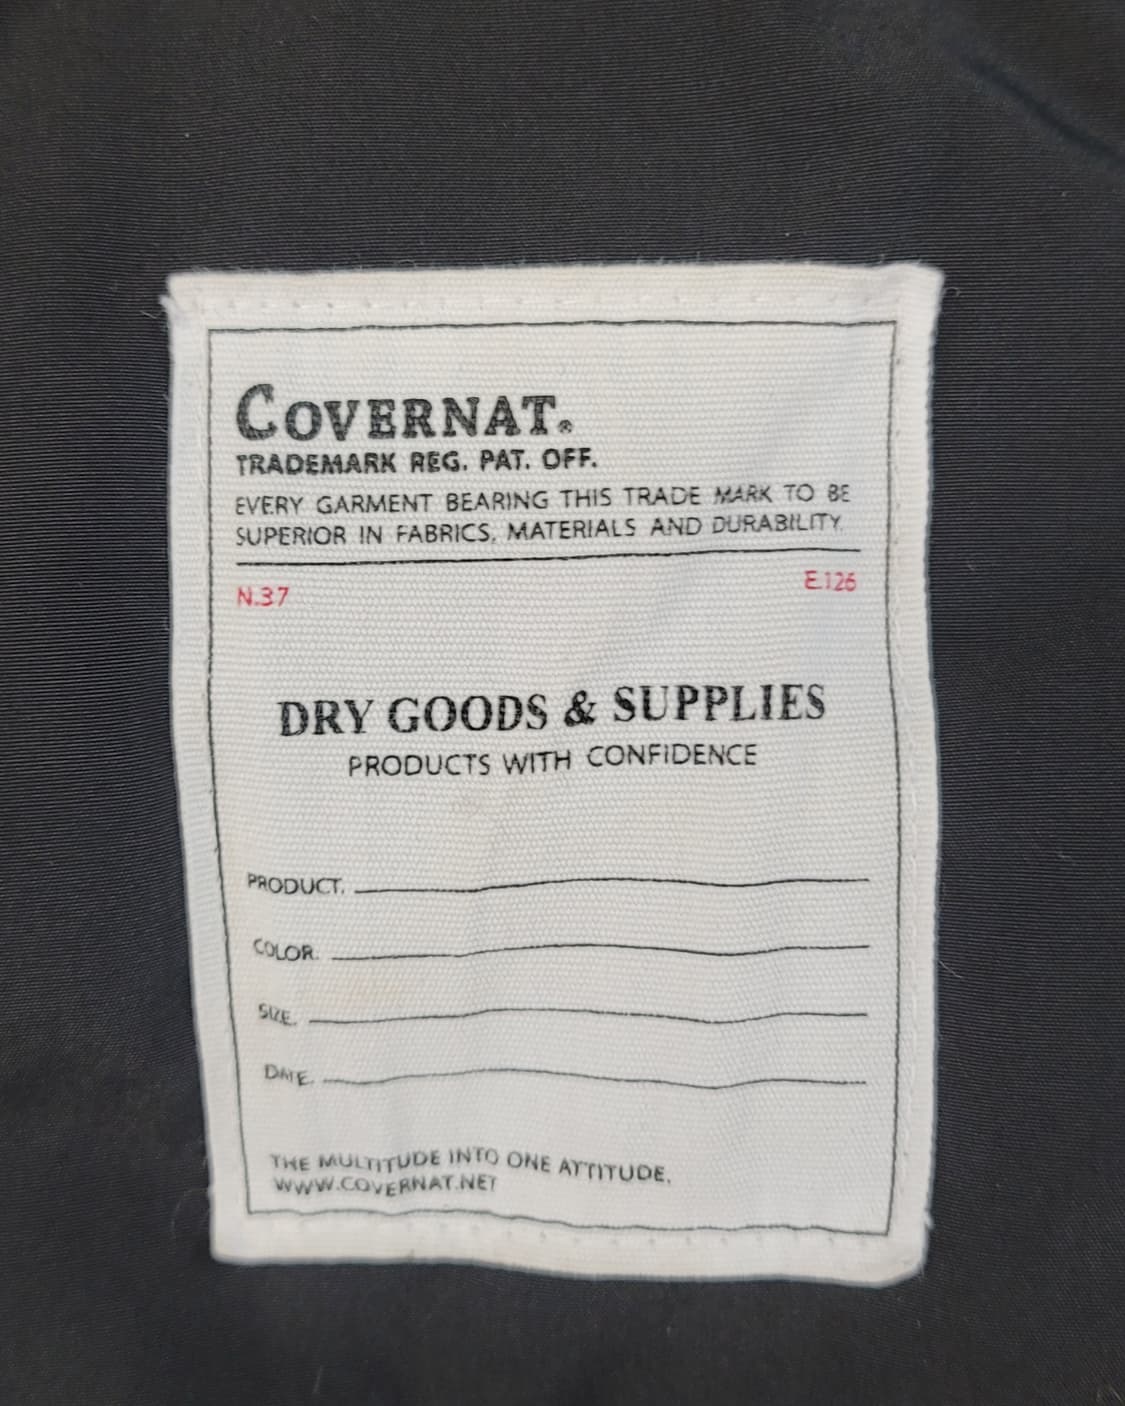 COVERNAT®
TRADEMARK REG. PAT. OFF.
EVERY GARMENT BEARING THIS TRADE MARK TO BE
SUPERIOR IN FABRICS, MATERIALS AND DURABILITY.
N.37 E.126
DRY GOODS & SUPPLIES
PRODUCTS WITH CONFIDENCE
PRODUCT.
COLOR.
SIZE.
DATE.
THE MULTITUDE INTO ONE ATTITUDE.
WWW.COVERNAT.NET